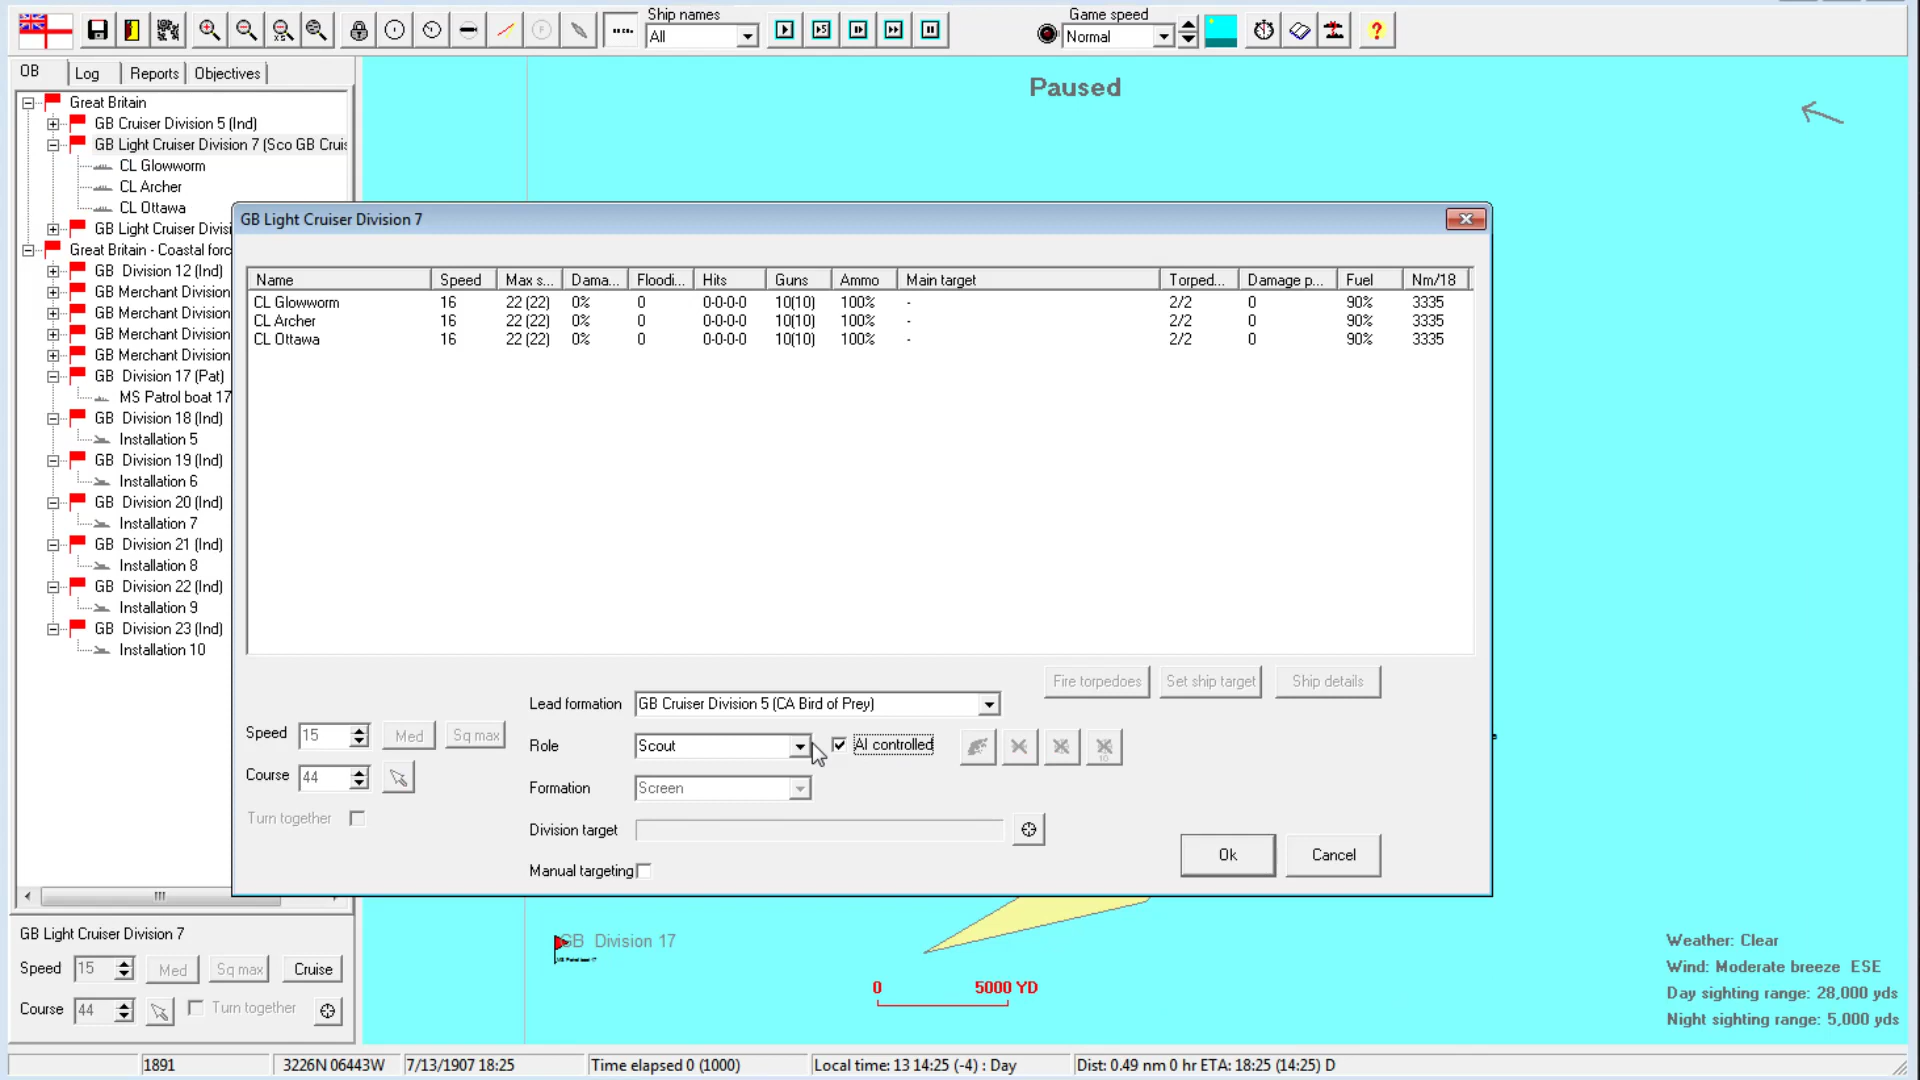 Ship names
All
Game speed
Normal
OB
Log
Reports
Objectives
Paused
Great Britain
GB Cruiser Division 5 (Ind)
GB Light Cruiser Division 7 (Sco GB Cruis
CL Glowworm
CL Archer
CL Ottawa
GB Light Cruiser Divisi
Great Britain - Coastal forc
GB Division 12 (Ind)
GB Merchant Division
GB Merchant Division
GB Merchant Division
GB Merchant Division
GB Division 17 (Pat)
MS Patrol boat 17
GB Division 18 (Ind)
Installation 5
GB Division 19 (Ind)
Installation 6
GB Division 20 (Ind)
Installation 7
GB Division 21 (Ind)
Installation 8
GB Division 22 (Ind)
Installation 9
GB Division 23 (Ind)
Installation 10
GB Light Cruiser Division 7
Name Speed Max s... Dama... Floodi... Hits Guns Ammo Main target Torped... Damage p... Fuel Nm/18
CL Glowworm 16 22 (22) 0% 0 0-0-0-0 10(10) 100% - 2/2 0 90% 3335
CL Archer 16 22 (22) 0% 0 0-0-0-0 10(10) 100% - 2/2 0 90% 3335
CL Ottawa 16 22 (22) 0% 0 0-0-0-0 10(10) 100% - 2/2 0 90% 3335
Fire torpedoes
Set ship target
Ship details
Lead formation GB Cruiser Division 5 (CA Bird of Prey)
Speed 15 Med Sq max
Role Scout AI controlled
Course 44
Formation Screen
Turn together
Division target
Manual targeting
Ok
Cancel
GB Light Cruiser Division 7
Speed 15 Med Sq max Cruise
Course 44 Turn together
GB Division 17
MS Patrol boat 17
0 5000 YD
Weather: Clear
Wind: Moderate breeze ESE
Day sighting range: 28,000 yds
Night sighting range: 5,000 yds
1891
3226N 06443W
7/13/1907 18:25
Time elapsed 0 (1000)
Local time: 13 14:25 (-4) : Day
Dist: 0.49 nm 0 hr ETA: 18:25 (14:25) D